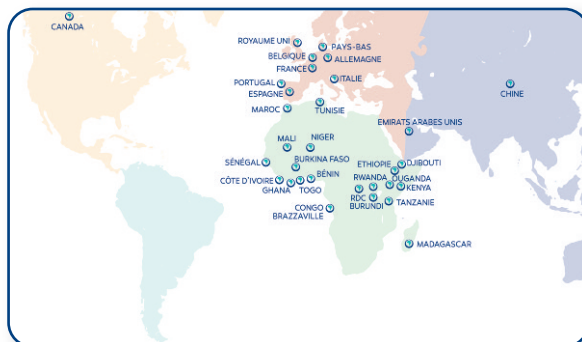 CANADA
ROYAUME UNI
PAYS-BAS
BELGIQUE
ALLEMAGNE
FRANCE
ITALIE
PORTUGAL
ESPAGNE
CHINE
MAROC
TUNISIE
EMIRATS ARABES UNIS
MALI
NIGER
SÉNÉGAL
BURKINA FASO
ETHIOPIE
DJIBOUTI
CÔTE D'IVOIRE
BÉNIN
RWANDA
OUGANDA
GHANA
TOGO
KENYA
RDC
BURUNDI
TANZANIE
CONGO
BRAZZAVILLE
MADAGASCAR